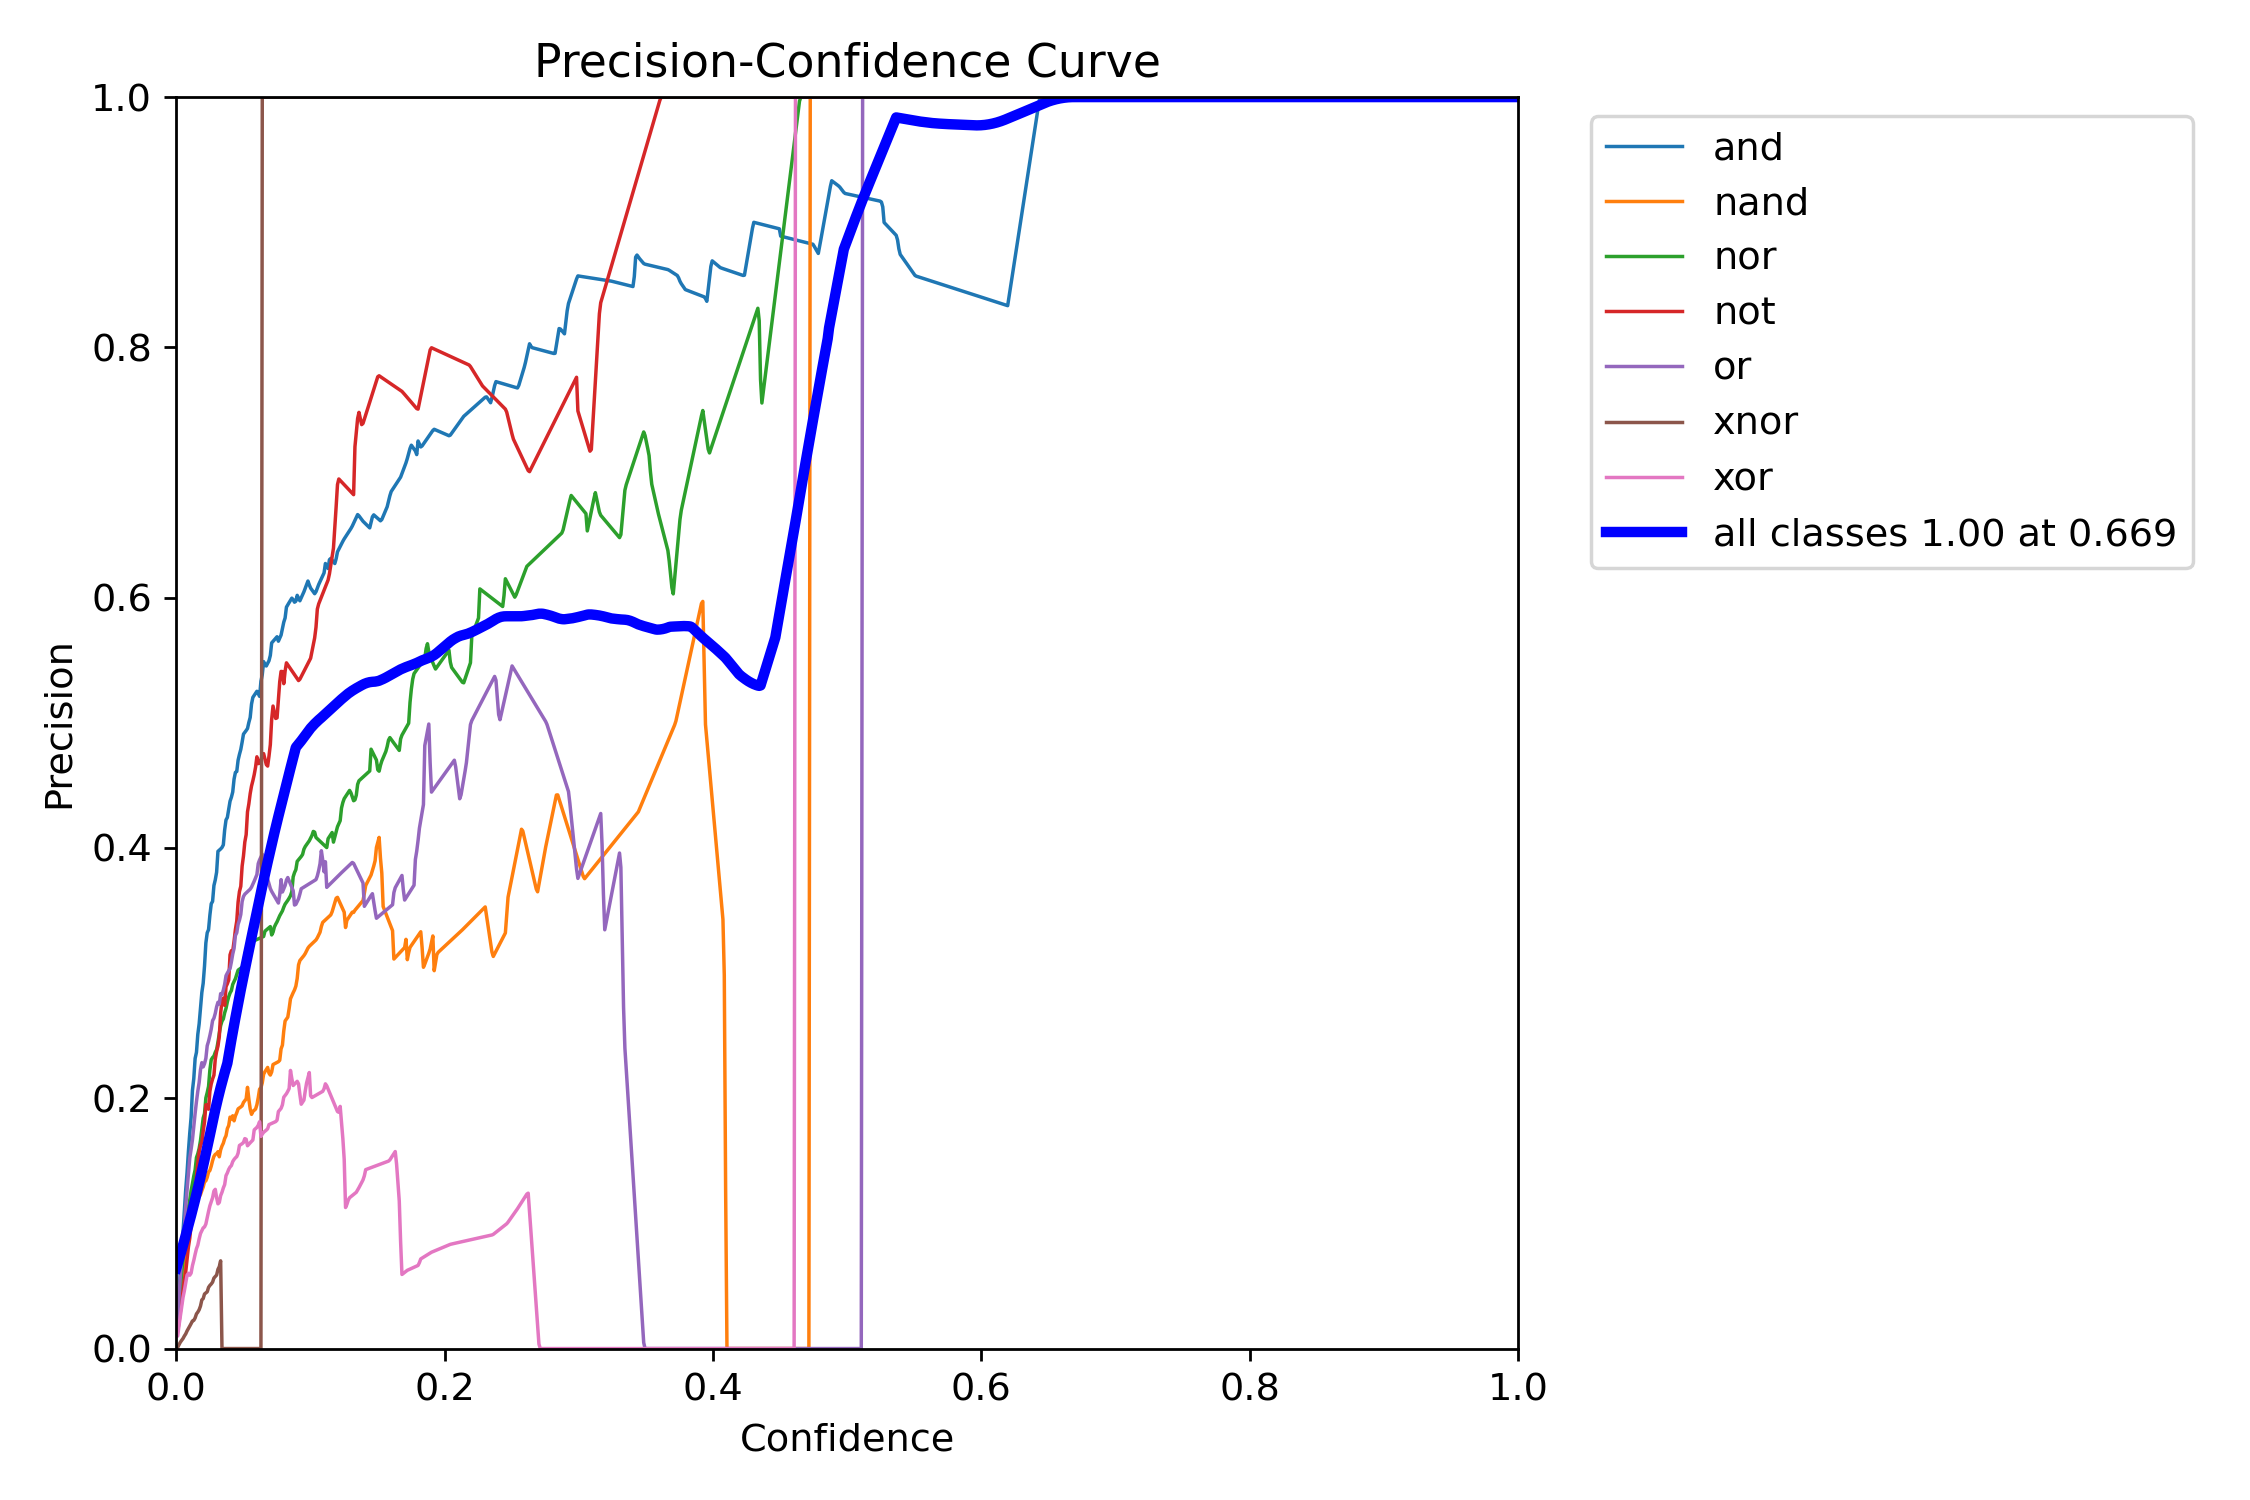 Precision-Confidence Curve
1.0
0.8
0.6
0.4
0.2
0.0
Precision
0.0 0.2 0.4 0.6 0.8 1.0
Confidence
and
nand
nor
not
or
xnor
xor
all classes 1.00 at 0.669